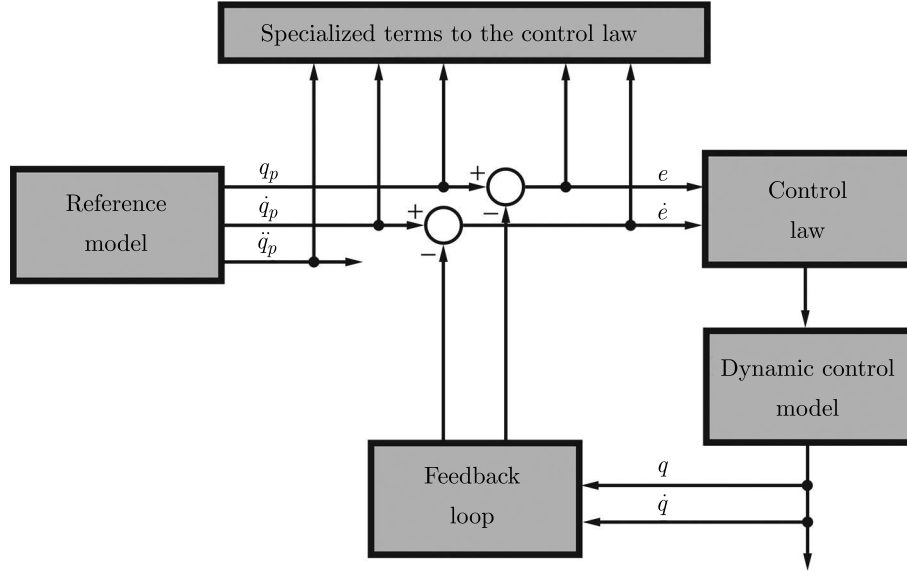 Specialized terms to the control law
Reference
model
q_p
q̇_p
q̈_p
+
−
+
−
e
ė
Control
law
Dynamic control
model
Feedback
loop
q
q̇